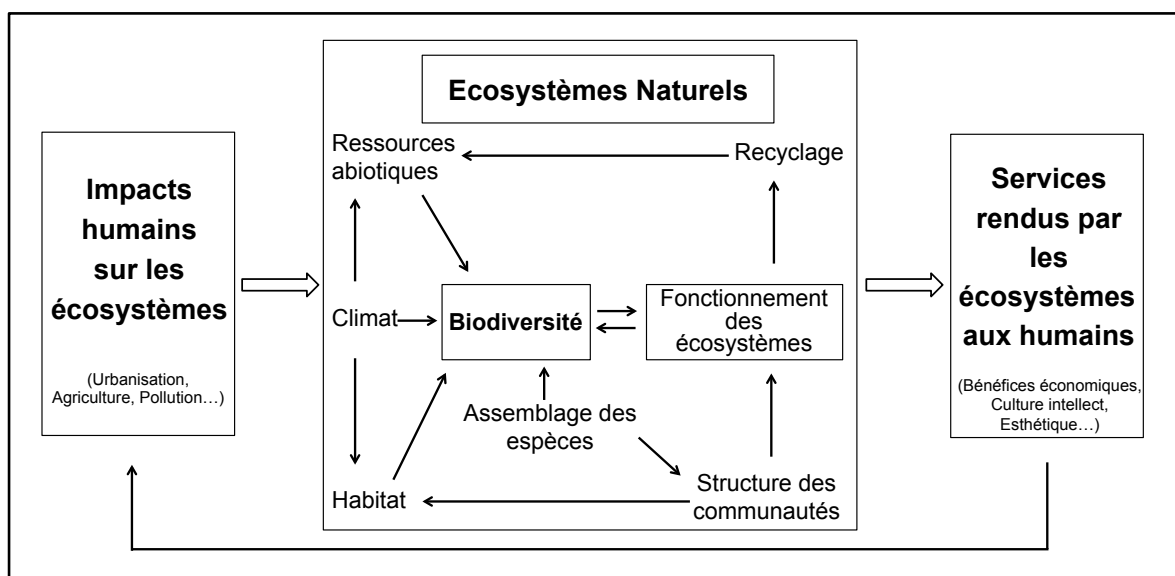 Ecosystèmes Naturels
Impacts
humains
sur les
écosystèmes
(Urbanisation,
Agriculture, Pollution…)
Ressources
abiotiques
Recyclage
Climat
Biodiversité
Fonctionnement
des
écosystèmes
Assemblage des
espèces
Habitat
Structure des
communautés
Services
rendus par
les
écosystèmes
aux humains
(Bénéfices économiques,
Culture intellect,
Esthétique…)